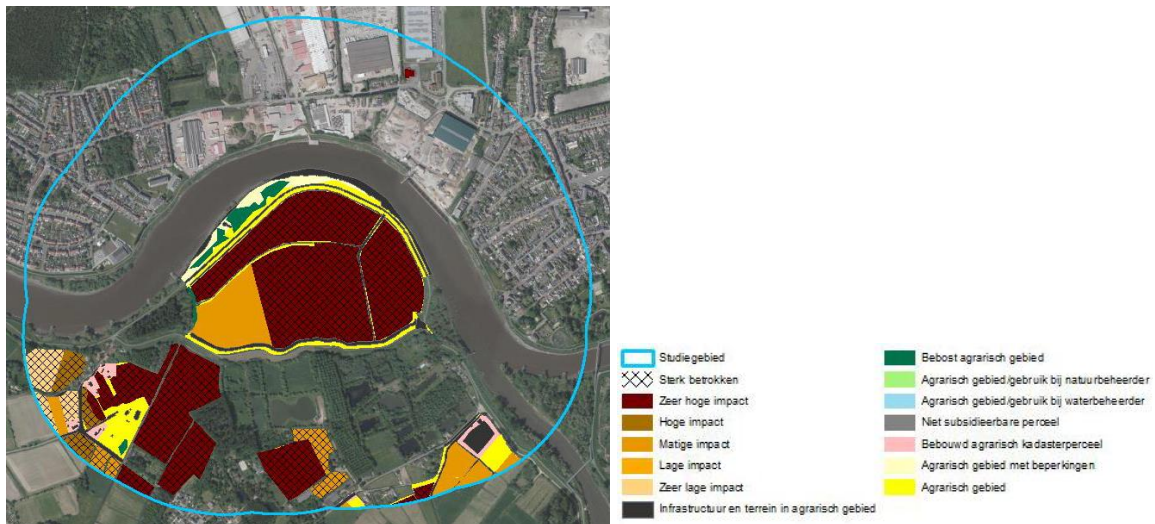 Studiegebied
Sterk betrokken
Zeer hoge impact
Hoge impact
Matige impact
Lage impact
Zeer lage impact
Infrastructuur en terrein in agrarisch gebied
Bebost agrarisch gebied
Agrarisch gebied/gebruik bij natuurbeheerder
Agrarisch gebied/gebruik bij waterbeheerder
Niet subsidieerbare perceel
Bebouwd agrarisch kadasterperceel
Agrarisch gebied met beperkingen
Agrarisch gebied